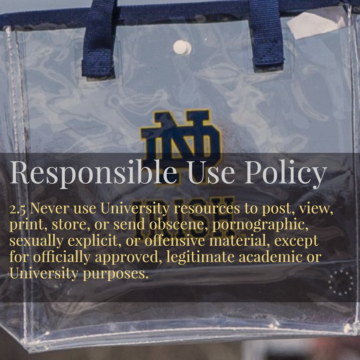 ND
Responsible Use Policy
2.5 Never use University resources to post, view,
print, store, or send obscene, pornographic,
sexually explicit, or offensive material, except
for officially approved, legitimate academic or
University purposes.